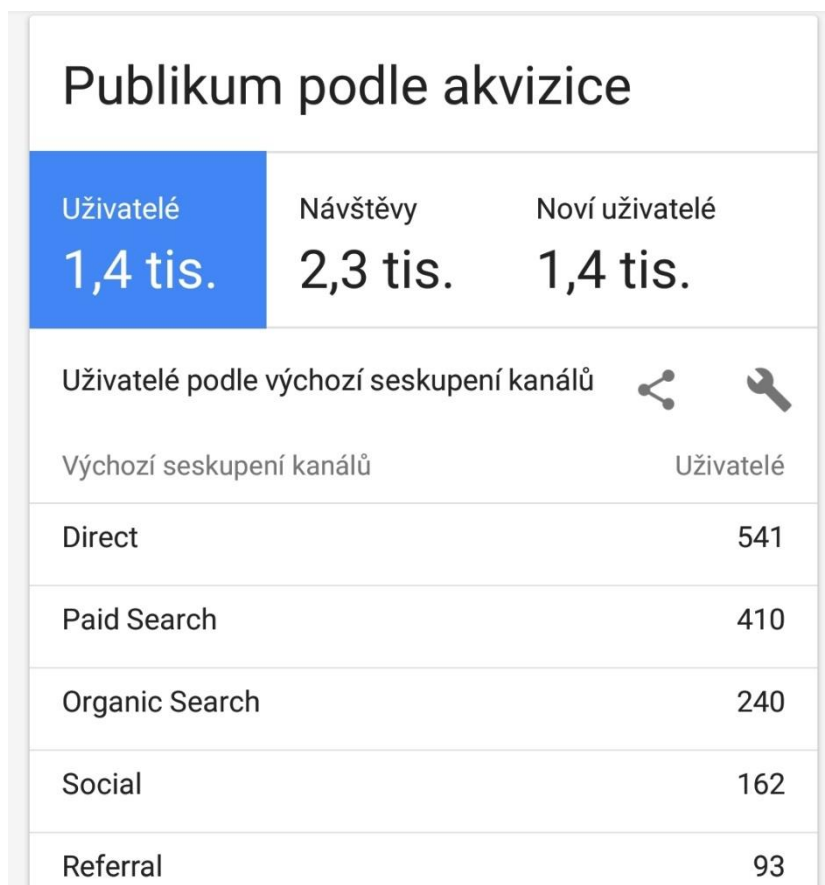 Publikum podle akvizice
Uživatelé Návštěvy Noví uživatelé
1,4 tis. 2,3 tis. 1,4 tis.
Uživatelé podle výchozí seskupení kanálů
Výchozí seskupení kanálů Uživatelé
Direct 541
Paid Search 410
Organic Search 240
Social 162
Referral 93